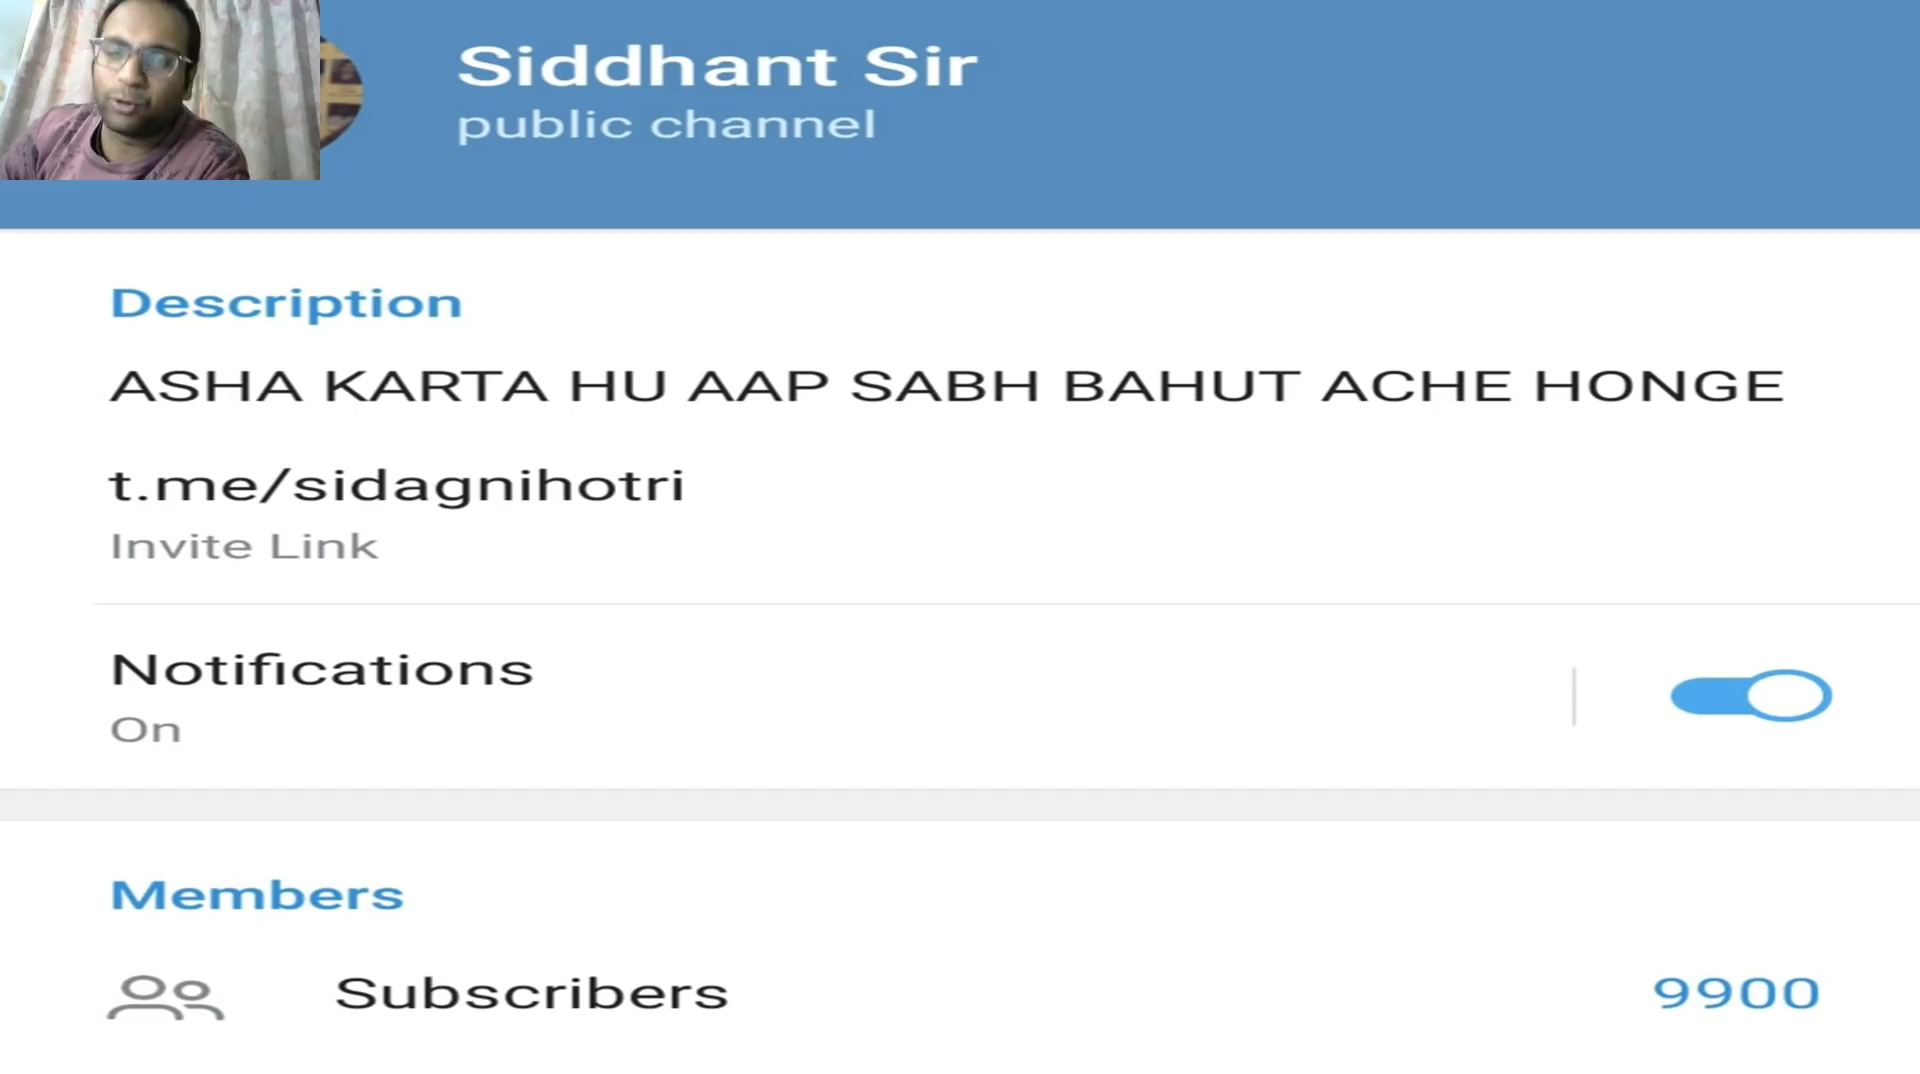 Siddhant Sir
public channel
Description
ASHA KARTA HU AAP SABH BAHUT ACHE HONGE
t.me/sidagnihotri
Invite Link
Notifications
On
Members
Subscribers 9900